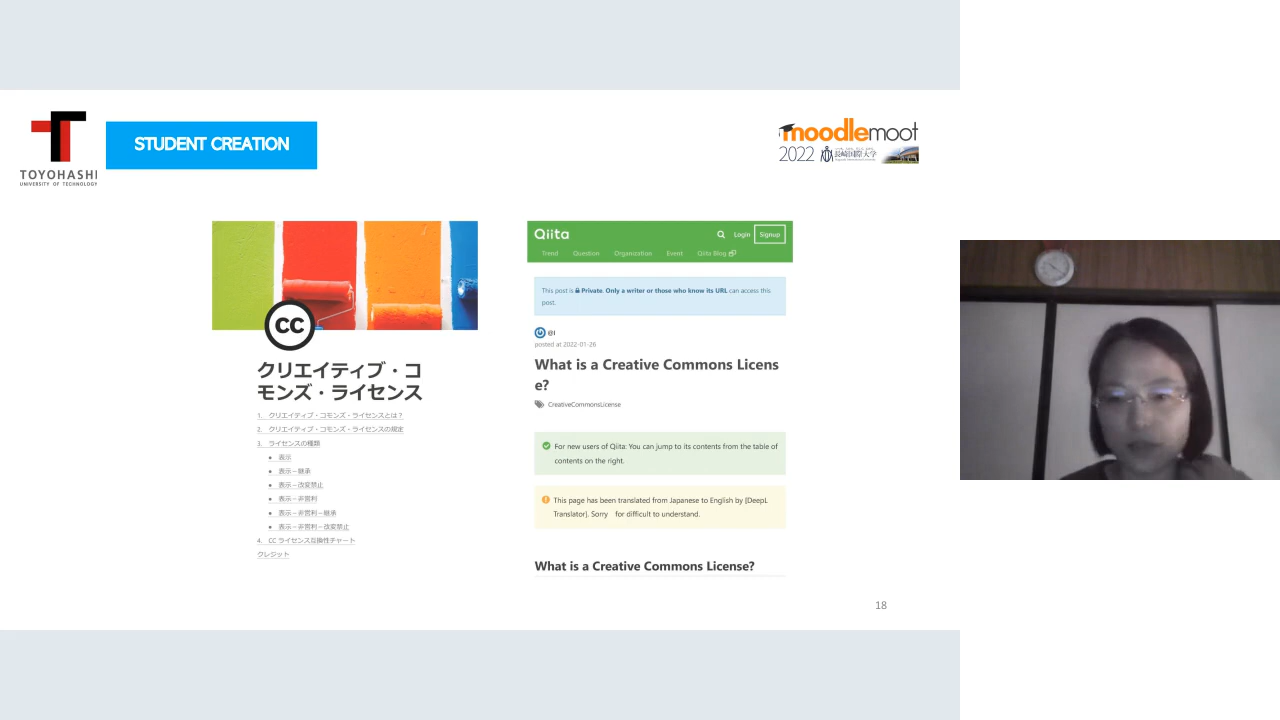 TOYOHASHI
UNIVERSITY OF TECHNOLOGY
STUDENT CREATION
moodlemoot
2022 長崎国際大学
CC
クリエイティブ・コ
モンズ・ライセンス
1. クリエイティブ・コモンズ・ライセンスとは？
2. クリエイティブ・コモンズ・ライセンスの規定
3. ライセンスの種類
● 表示
● 表示－継承
● 表示－改変禁止
● 表示－非営利
● 表示－非営利－継承
● 表示－非営利－改変禁止
4. CC ライセンス互換性チャート
クレジット
Qiita
Login Signup
Trend Question Organization Event Qiita Blog
This post is Private. Only a writer or those who know its URL can access this
post.
@l
posted at 2022-01-26
What is a Creative Commons Licens
e?
CreativeCommonsLicense
For new users of Qiita: You can jump to its contents from the table of
contents on the right.
This page has been translated from Japanese to English by [DeepL
Translator]. Sorry for difficult to understand.
What is a Creative Commons License?
18